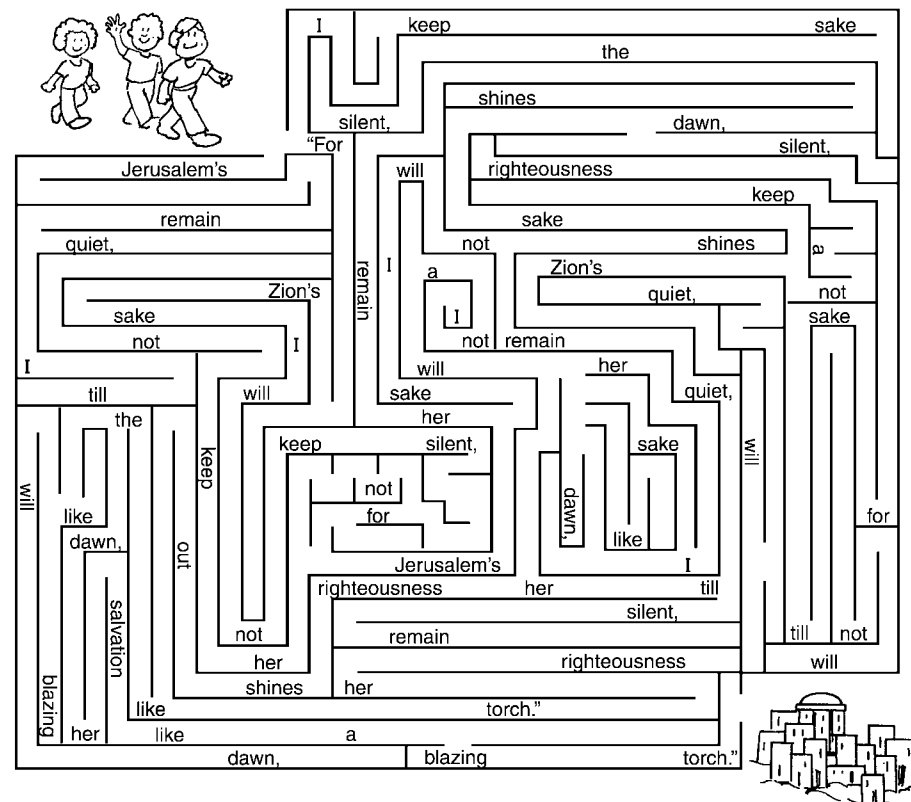 I keep sake
the
shines
silent, dawn,
"For silent,
Jerusalem's will righteousness
keep
remain sake
quiet, not shines a
I remain a Zion's
Zion's quiet, not
sake I sake
not I not remain
I will her
till will sake quiet,
the her
keep silent, sake will
keep
will not dawn,
like for for
dawn, out like
Jerusalem's I
salvation righteousness her till
silent,
not remain till not
her righteousness will
blazing shines her
like torch."
her like a
dawn, blazing torch."